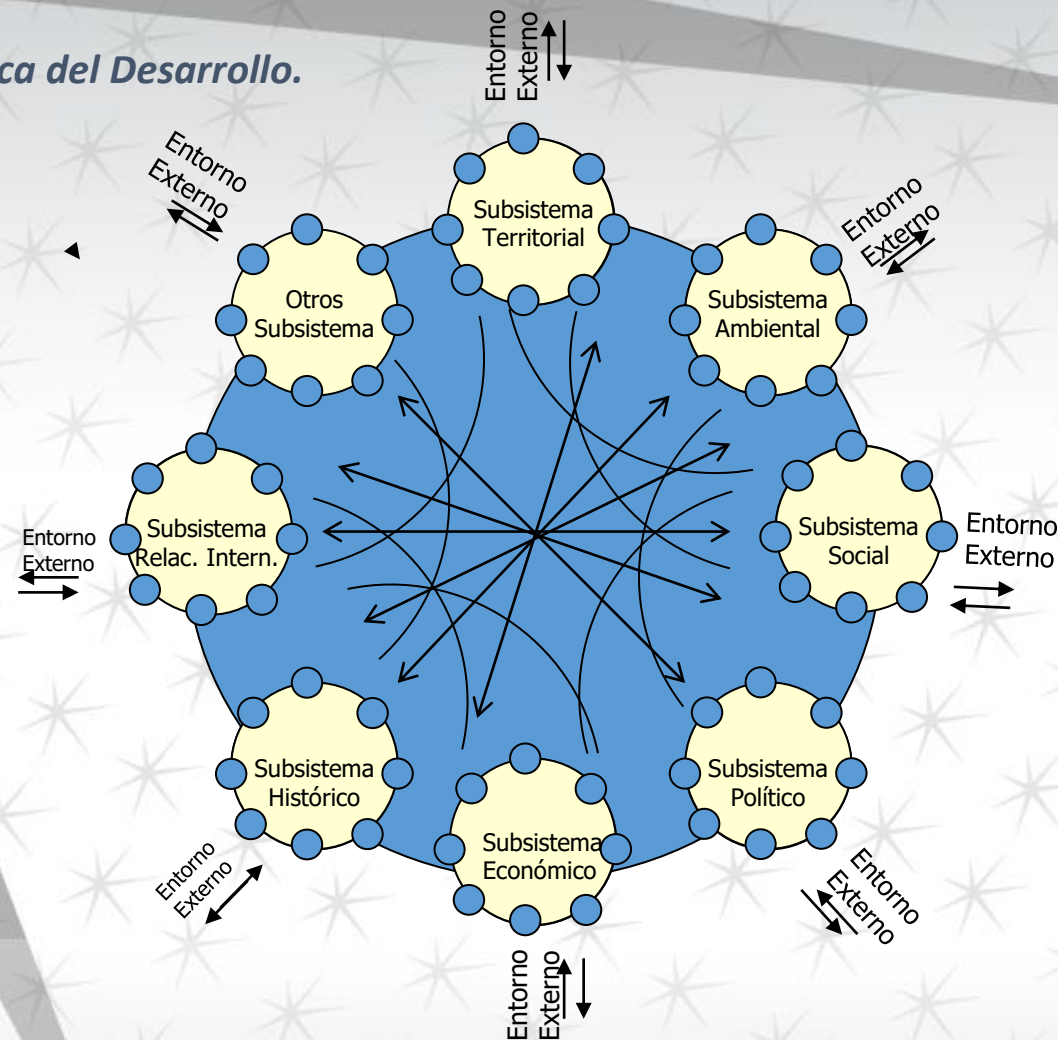 ca del Desarrollo.
Entorno
Externo
Entorno
Externo
Entorno
Externo
Subsistema
Territorial
Otros
Subsistema
Subsistema
Ambiental
Entorno
Externo
Subsistema
Relac. Intern.
Subsistema
Social
Entorno
Externo
Subsistema
Histórico
Subsistema
Económico
Subsistema
Político
Entorno
Externo
Entorno
Externo
Entorno
Externo